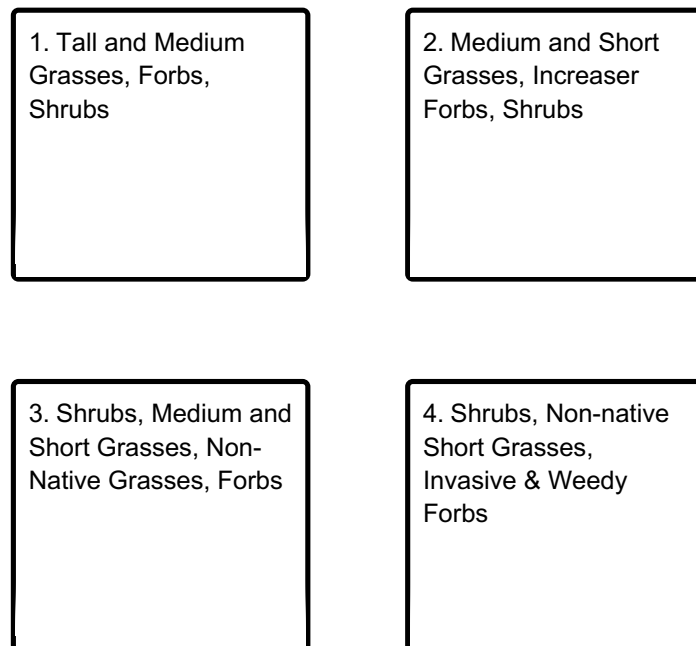 1. Tall and Medium
Grasses, Forbs,
Shrubs
2. Medium and Short
Grasses, Increaser
Forbs, Shrubs
3. Shrubs, Medium and
Short Grasses, Non-
Native Grasses, Forbs
4. Shrubs, Non-native
Short Grasses,
Invasive & Weedy
Forbs